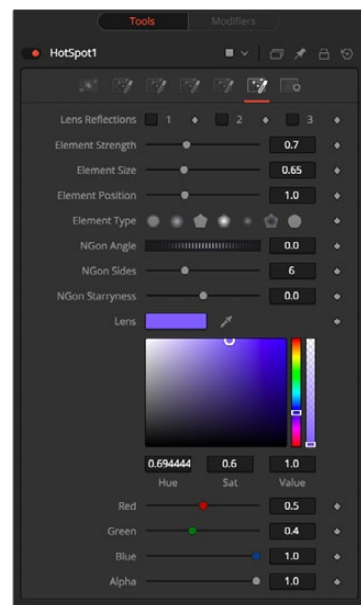 Tools Modifiers
HotSpot1
Lens Reflections 1 2 3
Element Strength 0.7
Element Size 0.65
Element Position 1.0
Element Type
NGon Angle 0.0
NGon Sides 6
NGon Starryness 0.0
Lens
0.694444 0.6 1.0
Hue Sat Value
Red 0.5
Green 0.4
Blue 1.0
Alpha 1.0